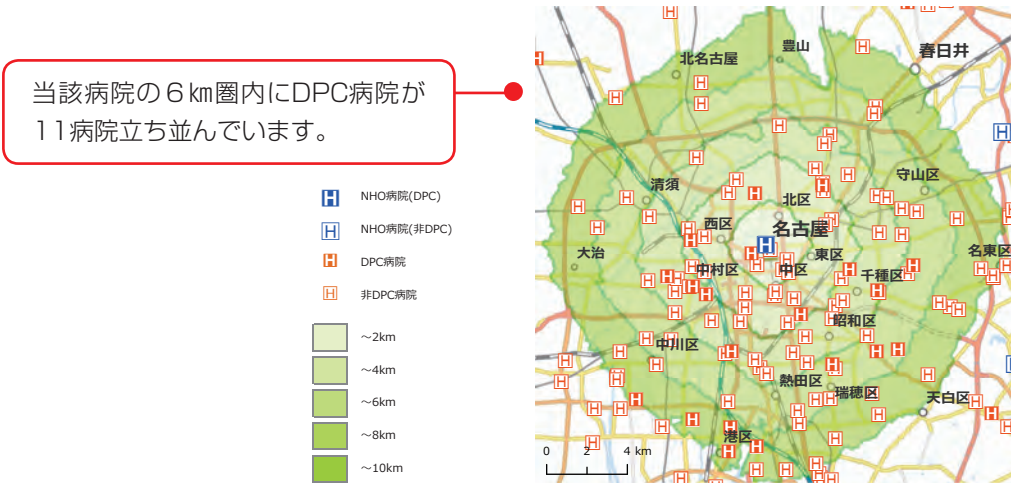 当該病院の6㎞圏内にDPC病院が
11病院立ち並んでいます。
H NHO病院(DPC)
H NHO病院(非DPC)
H DPC病院
H 非DPC病院
～2km
～4km
～6km
～8km
～10km
豊山
春日井
北名古屋
守山区
清須
北区
西区
名古屋
名東区
大治
東区
中村区
中区
千種区
昭和区
中川区
熱田区
瑞穂区
天白区
港区
0 2 4 km